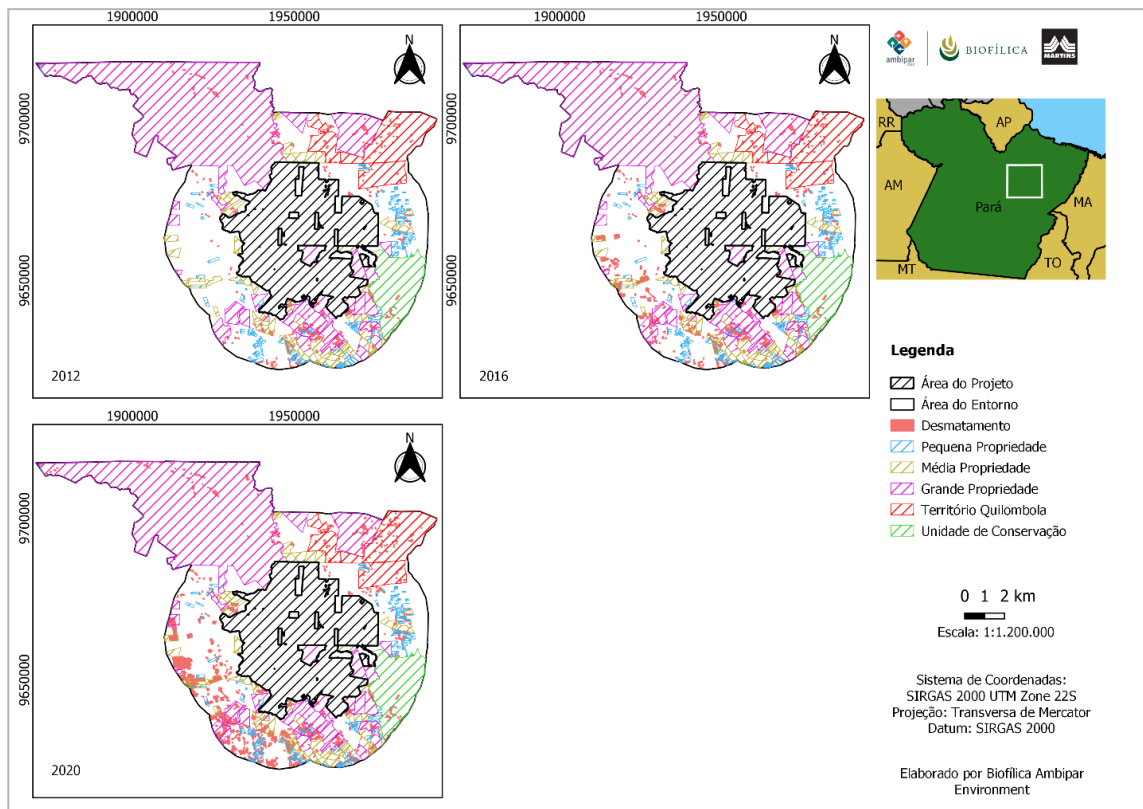 1900000 1950000
N
9700000
9650000
2012
1900000 1950000
N
9700000
9650000
2016
1900000 1950000
N
9700000
9650000
2020
ambipar
BIOFÍLICA
MARTINS
RR
AP
AM
Pará
MA
MT
TO
Legenda
Área do Projeto
Área do Entorno
Desmatamento
Pequena Propriedade
Média Propriedade
Grande Propriedade
Território Quilombola
Unidade de Conservação
0 1 2 km
Escala: 1:1.200.000
Sistema de Coordenadas:
SIRGAS 2000 UTM Zone 22S
Projeção: Transversa de Mercator
Datum: SIRGAS 2000
Elaborado por Biofílica Ambipar
Environment